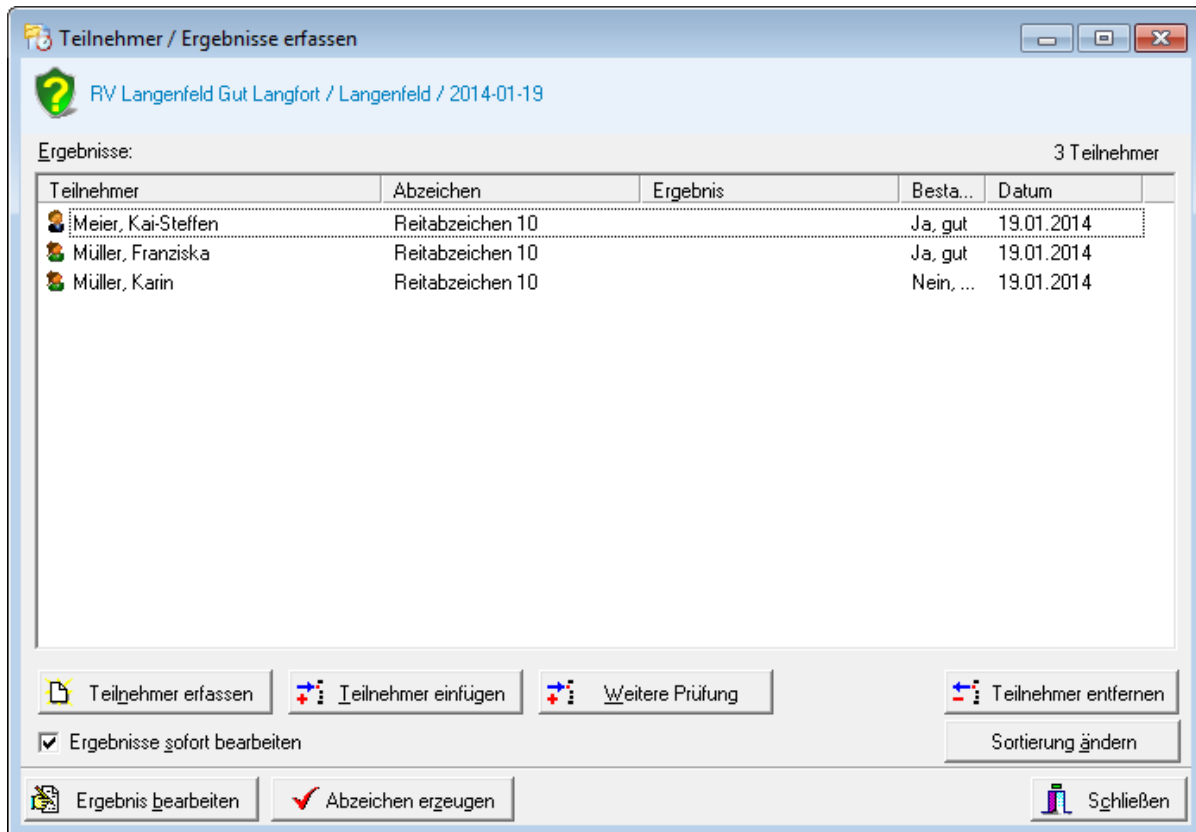 Teilnehmer / Ergebnisse erfassen
RV Langenfeld Gut Langfort / Langenfeld / 2014-01-19
Ergebnisse: 3 Teilnehmer
Teilnehmer Abzeichen Ergebnis Besta... Datum
Meier, Kai-Steffen Reitabzeichen 10 Ja, gut 19.01.2014
Müller, Franziska Reitabzeichen 10 Ja, gut 19.01.2014
Müller, Karin Reitabzeichen 10 Nein, ... 19.01.2014
Teilnehmer erfassen Teilnehmer einfügen Weitere Prüfung Teilnehmer entfernen
Ergebnisse sofort bearbeiten Sortierung ändern
Ergebnis bearbeiten Abzeichen erzeugen Schließen